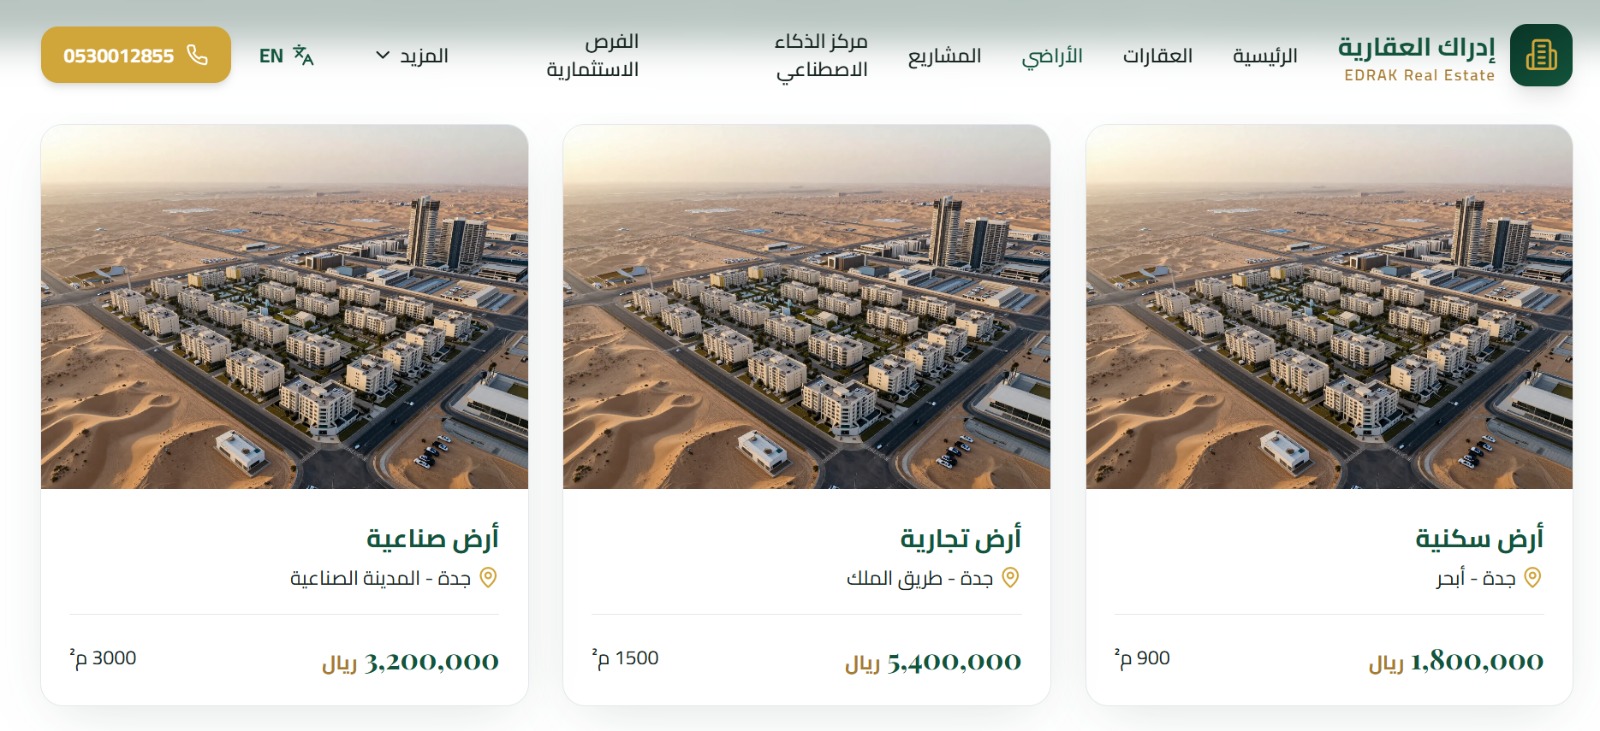 إدراك العقارية
EDRAK Real Estate
الرئيسية
العقارات
الأراضي
المشاريع
مركز الذكاء
الاصطناعي
الفرص
الاستثمارية
المزيد
EN
0530012855
أرض سكنية
جدة - أبحر
1,800,000 ريال
900 م²
أرض تجارية
جدة - طريق الملك
5,400,000 ريال
1500 م²
أرض صناعية
جدة - المدينة الصناعية
3,200,000 ريال
3000 م²